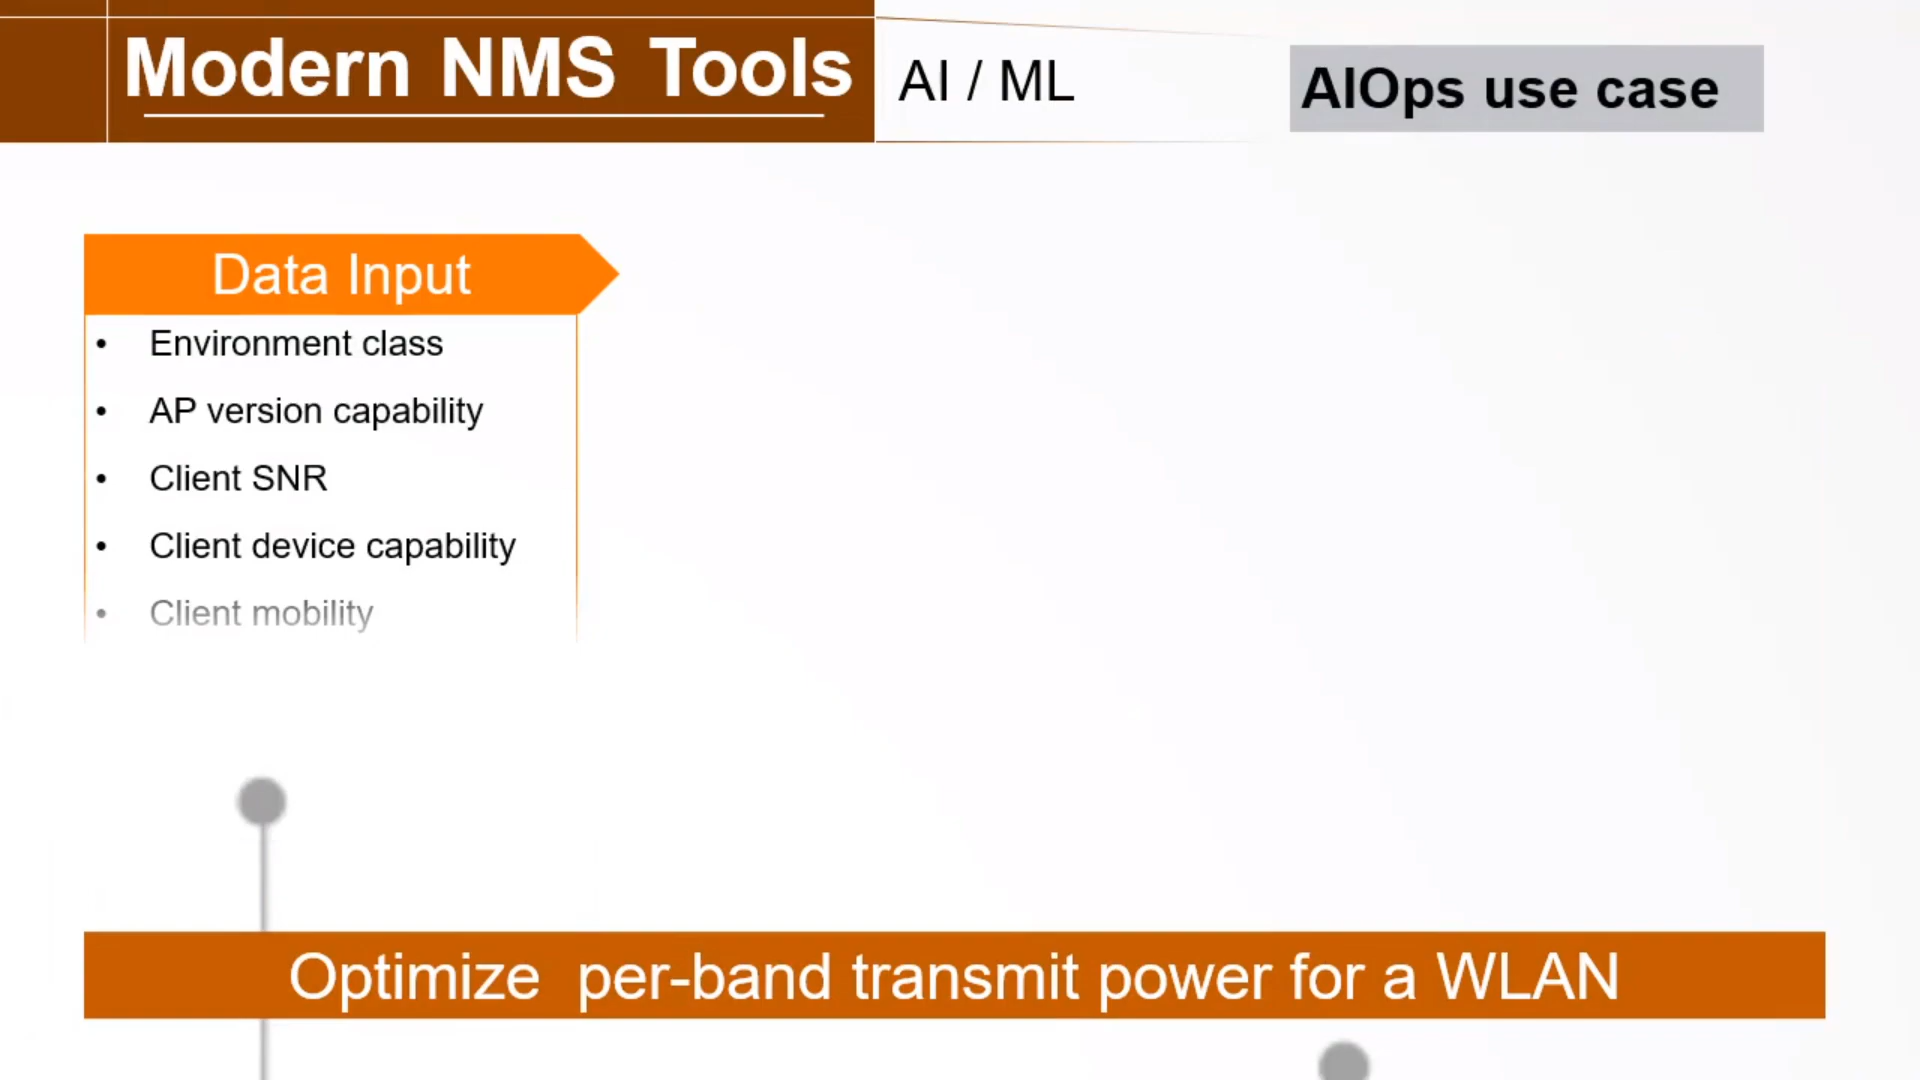 Modern NMS Tools
AI / ML
AIOps use case
Data Input
• Environment class
• AP version capability
• Client SNR
• Client device capability
• Client mobility
Optimize per-band transmit power for a WLAN